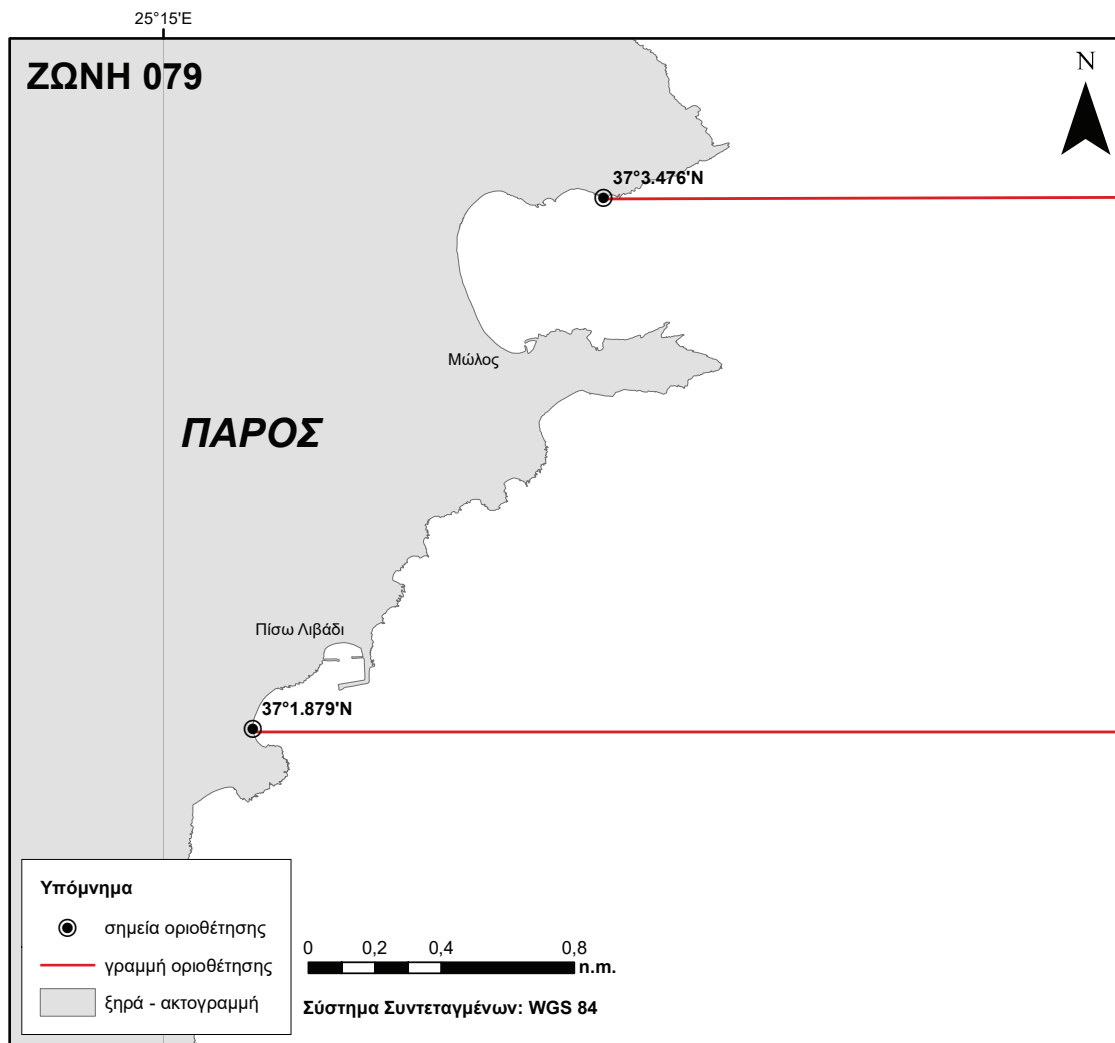 25°15'E
ΖΩΝΗ 079
N
37°3.476'N
Μώλος
ΠΑΡΟΣ
Πίσω Λιβάδι
37°1.879'N
Υπόμνημα
σημεία οριοθέτησης
γραμμή οριοθέτησης
ξηρά - ακτογραμμή
0 0,2 0,4 0,8
n.m.
Σύστημα Συντεταγμένων: WGS 84